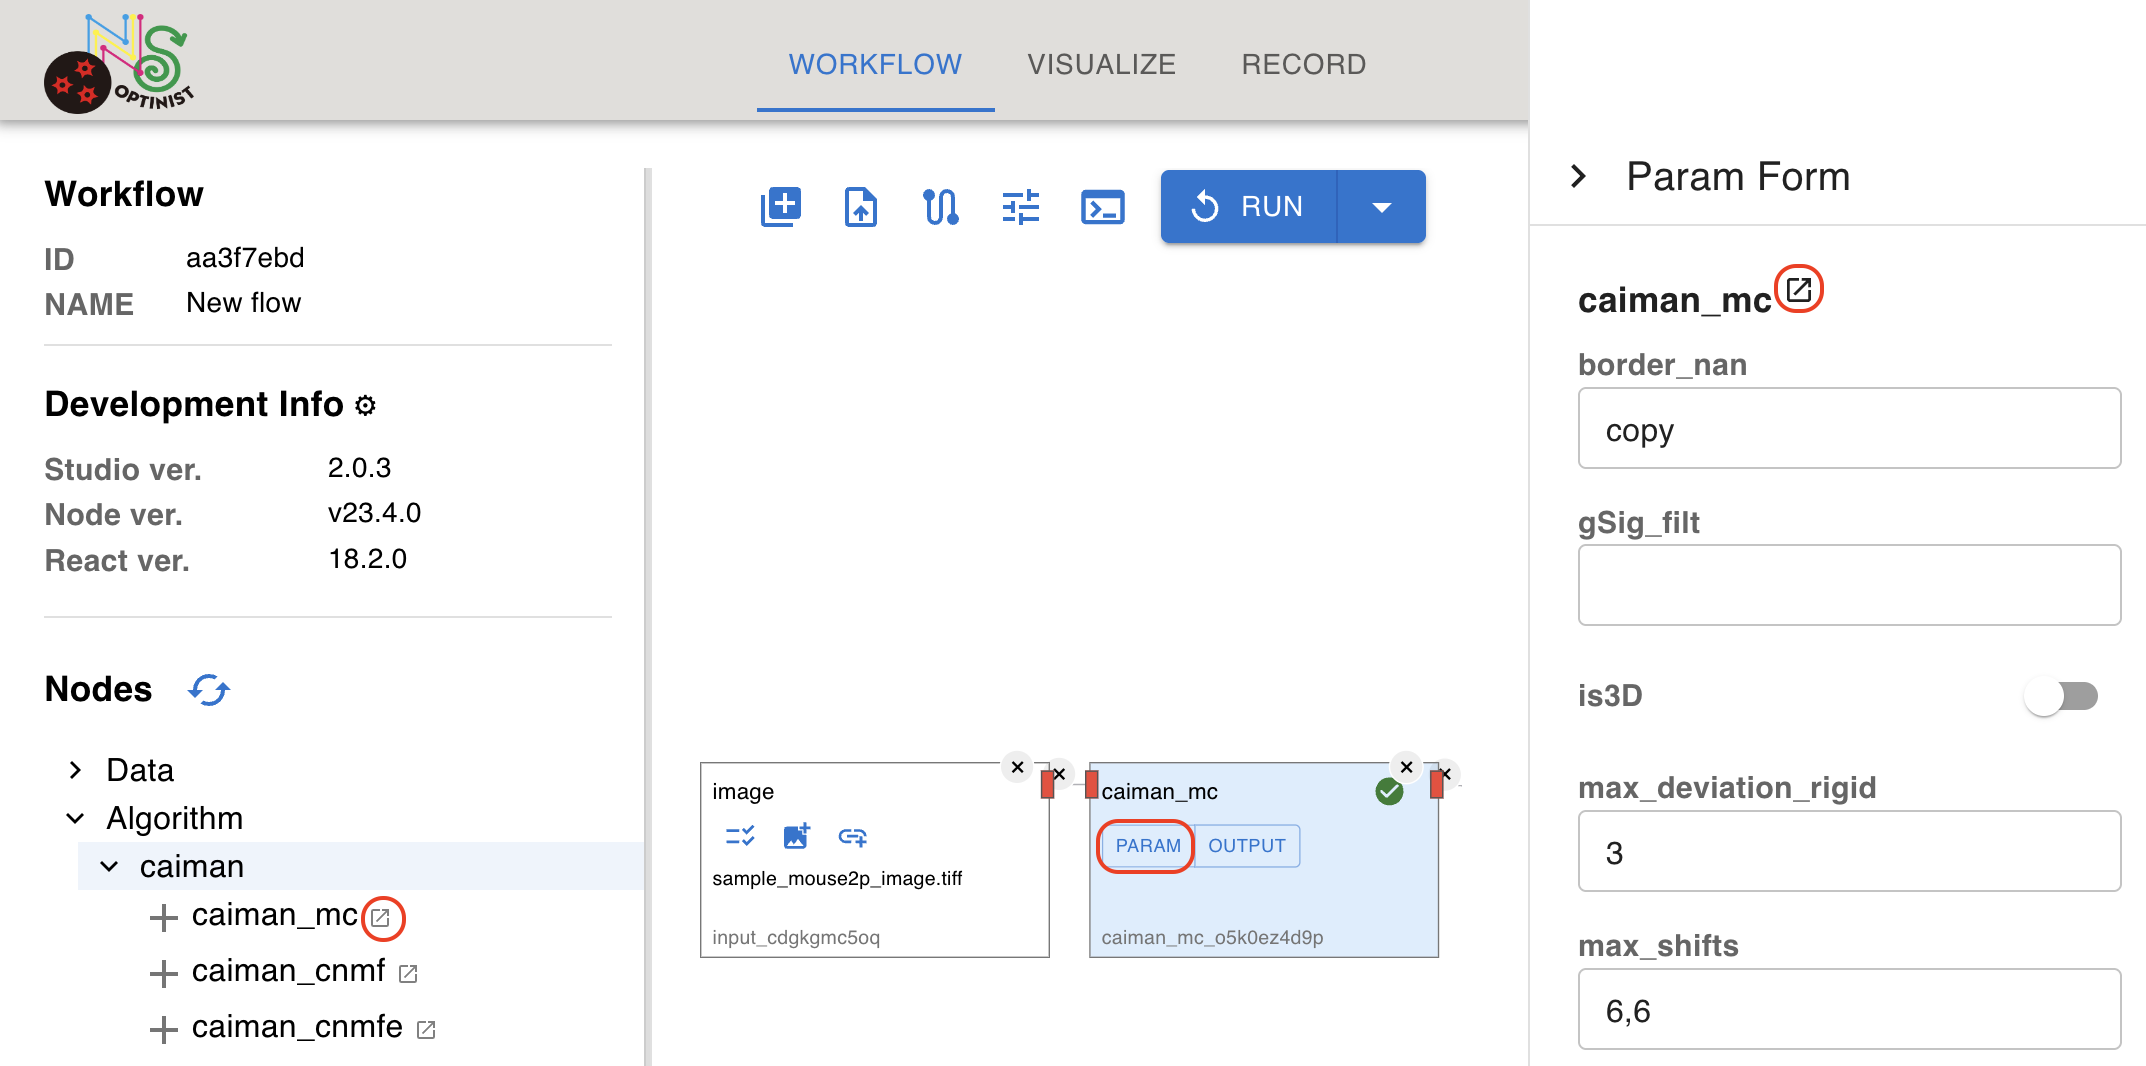 OPTINIST
WORKFLOW
VISUALIZE
RECORD
Workflow
ID aa3f7ebd
NAME New flow
Development Info
Studio ver. 2.0.3
Node ver. v23.4.0
React ver. 18.2.0
Nodes
Data
Algorithm
caiman
caiman_mc
caiman_cnmf
caiman_cnmfe
RUN
image
sample_mouse2p_image.tiff
input_cdgkgmc5oq
caiman_mc
PARAM OUTPUT
caiman_mc_o5k0ez4d9p
Param Form
caiman_mc
border_nan
copy
gSig_filt
is3D
max_deviation_rigid
3
max_shifts
6,6